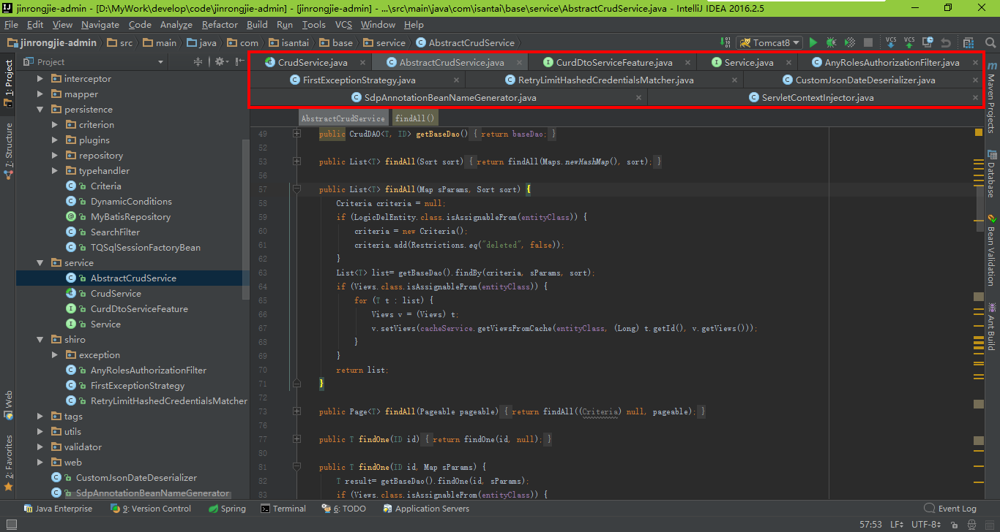 jinrongjie-admin - [D:\MyWork\develop\code\jinrongjie-admin] - [jinrongjie-admin] - ...\src\main\java\com\isantai\base\service\AbstractCrudService.java - IntelliJ IDEA 2016.2.5
File Edit View Navigate Code Analyze Refactor Build Run Tools VCS Window Help
jinrongjie-admin src main java com isantai base service AbstractCrudService Tomcat8 VCS VCS
Project
CrudService.java AbstractCrudService.java CurdDtoServiceFeature.java Service.java AnyRolesAuthorizationFilter.java
FirstExceptionStrategy.java RetryLimitHashedCredentialsMatcher.java CustomJsonDateDeserializer.java
SdpAnnotationBeanNameGenerator.java ServletContextInjector.java
1: Project
7: Structure
Web
2: Favorites
interceptor
mapper
persistence
criterion
plugins
repository
typehandler
Criteria
DynamicConditions
MyBatisRepository
SearchFilter
TQSqlSessionFactoryBean
service
AbstractCrudService
CrudService
CurdDtoServiceFeature
Service
shiro
exception
AnyRolesAuthorizationFilter
FirstExceptionStrategy
RetryLimitHashedCredentialsMatcher
tags
utils
validator
web
CustomJsonDateDeserializer
SdpAnnotationBeanNameGenerator
AbstractCrudService findAll()
49 public CrudDAO<T, ID> getBaseDao() { return baseDao; }
52
53 public List<T> findAll(Sort sort) { return findAll(Maps.newHashMap(), sort); }
56
57 public List<T> findAll(Map sParams, Sort sort) {
58 Criteria criteria = null;
59 if (LogicDelEntity.class.isAssignableFrom(entityClass)) {
60 criteria = new Criteria();
61 criteria.add(Restrictions.eq("deleted", false));
62 }
63 List<T> list= getBaseDao().findBy(criteria, sParams, sort);
64 if (Views.class.isAssignableFrom(entityClass)) {
65 for (T t : list) {
66 Views v = (Views) t;
67 v.setViews(cacheService.getViewsFromCache(entityClass, (Long) t.getId(), v.getViews()));
68 }
69 }
70 return list;
71 }
72
73 public Page<T> findAll(Pageable pageable) { return findAll((Criteria) null, pageable); }
76
77 public T findOne(ID id) { return findOne(id, null); }
80
81 public T findOne(ID id, Map sParams) {
82 T result= getBaseDao().findOne(id, sParams);
83 if (Views.class.isAssignableFrom(entityClass)) {
Maven Projects
Database
Bean Validation
Ant Build
Java Enterprise 9: Version Control Spring Terminal 6: TODO Application Servers Event Log
57:53 LF UTF-8